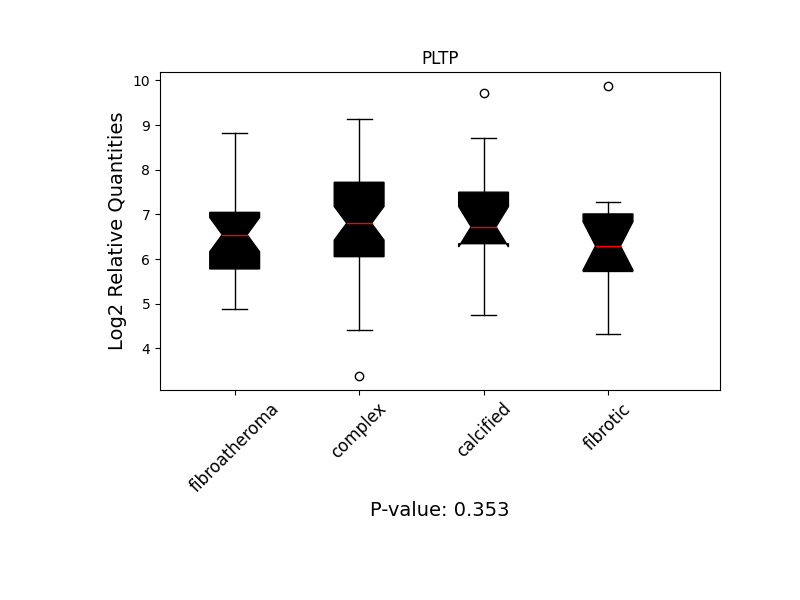 PLTP
Log2 Relative Quantities
10
9
8
7
6
5
4
fibroatheroma
complex
calcified
fibrotic
P-value: 0.353